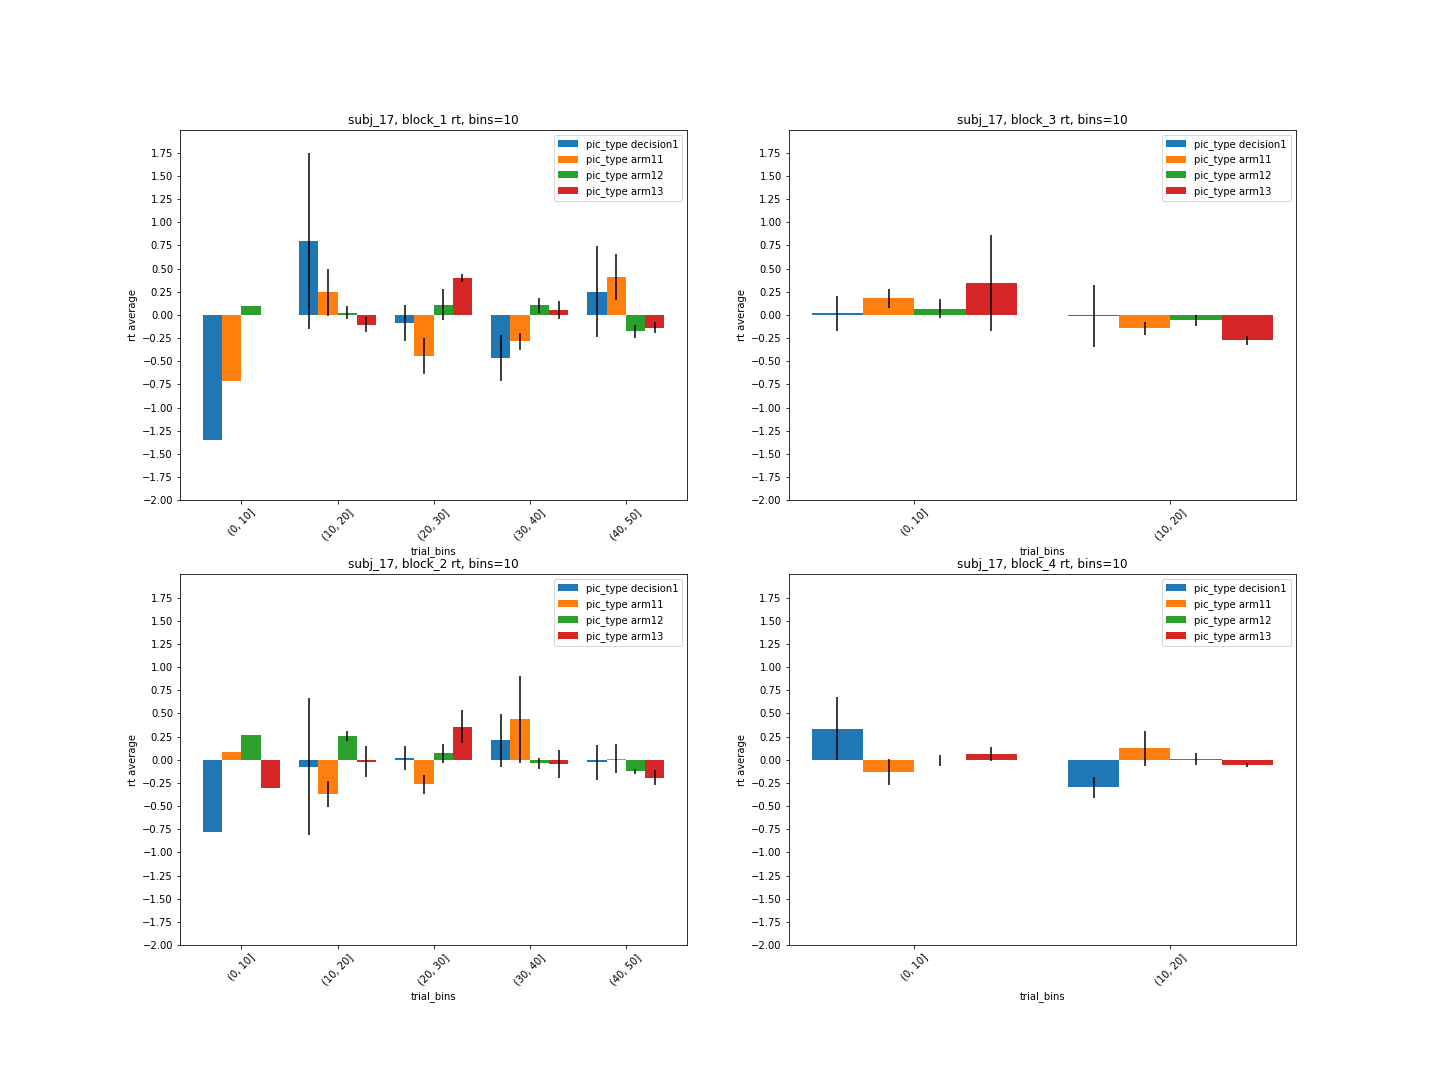 subj_17, block_1 rt, bins=10
pic_type decision1
pic_type arm11
pic_type arm12
pic_type arm13
1.75
1.50
1.25
1.00
0.75
0.50
0.25
0.00
−0.25
−0.50
−0.75
−1.00
−1.25
−1.50
−1.75
−2.00
rt average
(0, 10]
(10, 20]
(20, 30]
(30, 40]
(40, 50]
trial_bins
subj_17, block_3 rt, bins=10
pic_type decision1
pic_type arm11
pic_type arm12
pic_type arm13
1.75
1.50
1.25
1.00
0.75
0.50
0.25
0.00
−0.25
−0.50
−0.75
−1.00
−1.25
−1.50
−1.75
−2.00
rt average
(0, 10]
(10, 20]
trial_bins
subj_17, block_2 rt, bins=10
pic_type decision1
pic_type arm11
pic_type arm12
pic_type arm13
1.75
1.50
1.25
1.00
0.75
0.50
0.25
0.00
−0.25
−0.50
−0.75
−1.00
−1.25
−1.50
−1.75
−2.00
rt average
(0, 10]
(10, 20]
(20, 30]
(30, 40]
(40, 50]
trial_bins
subj_17, block_4 rt, bins=10
pic_type decision1
pic_type arm11
pic_type arm12
pic_type arm13
1.75
1.50
1.25
1.00
0.75
0.50
0.25
0.00
−0.25
−0.50
−0.75
−1.00
−1.25
−1.50
−1.75
−2.00
rt average
(0, 10]
(10, 20]
trial_bins